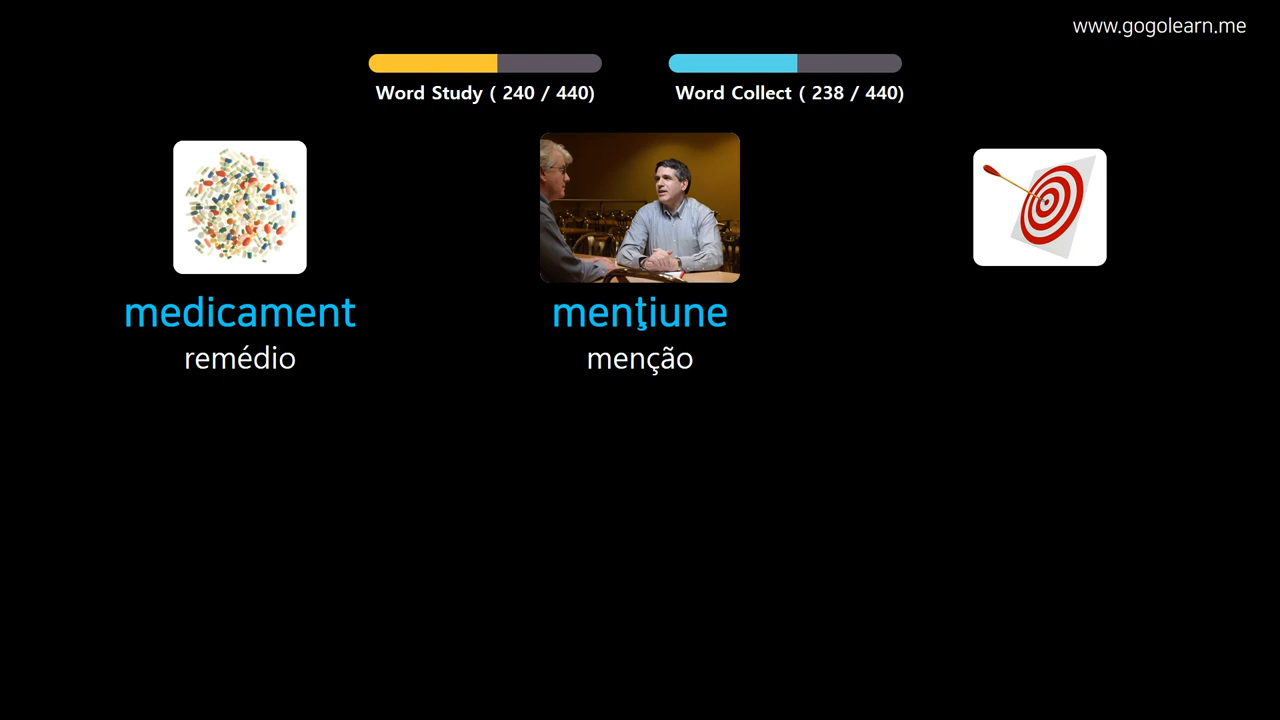 www.gogolearn.me
Word Study ( 240 / 440)
Word Collect ( 238 / 440)
medicament
menţiune
remédio
menção